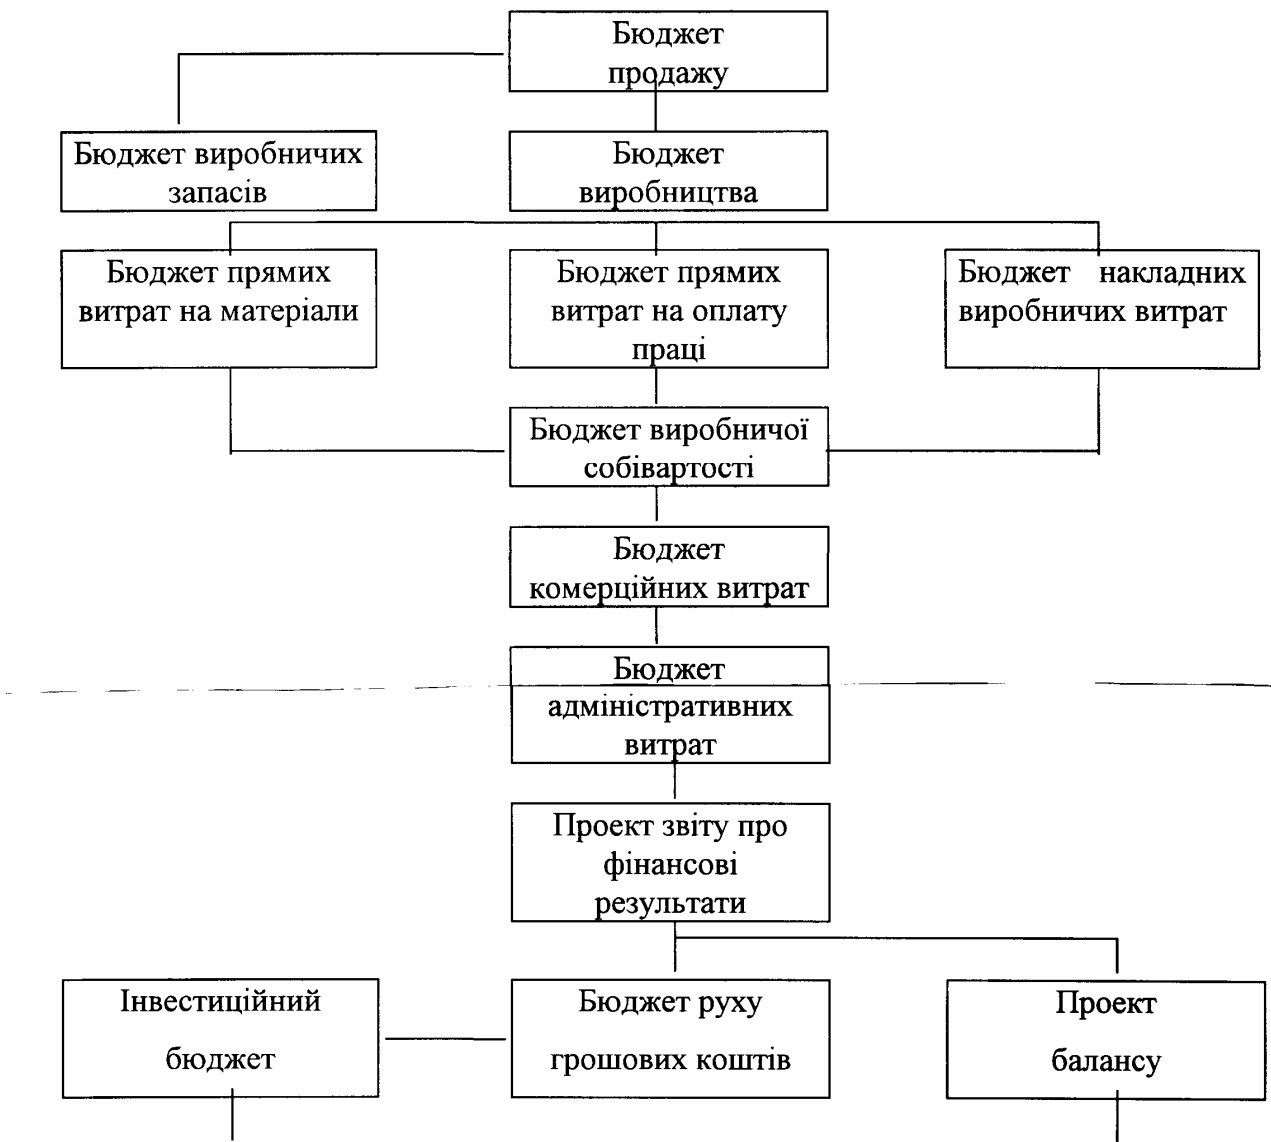 Бюджет
продажу
Бюджет виробничих
запасів
Бюджет
виробництва
Бюджет прямих
витрат на матеріали
Бюджет прямих
витрат на оплату
праці
Бюджет накладних
виробничих витрат
Бюджет виробничої
собівартості
Бюджет
комерційних витрат
Бюджет
адміністративних
витрат
Проект звіту про
фінансові
результати
Інвестиційний
бюджет
Бюджет руху
грошових коштів
Проект
балансу